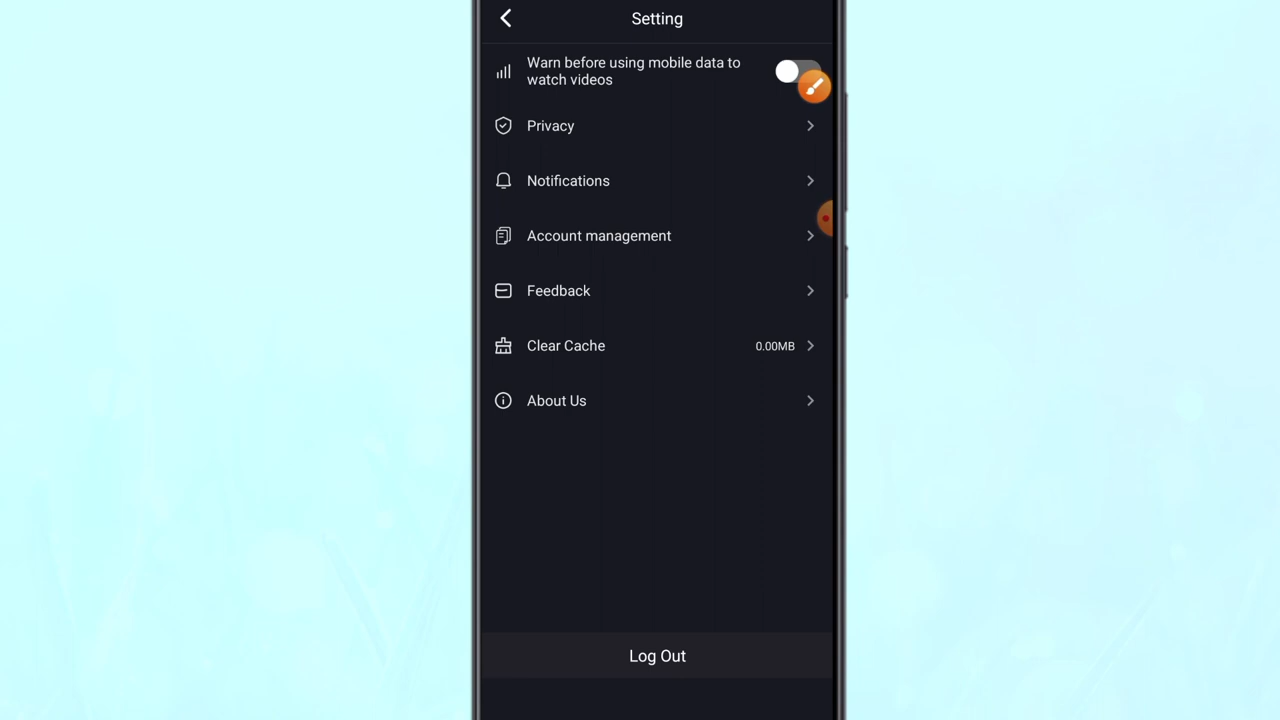 Setting
Warn before using mobile data to
watch videos
Privacy
Notifications
Account management
Feedback
Clear Cache 0.00MB
About Us
Log Out